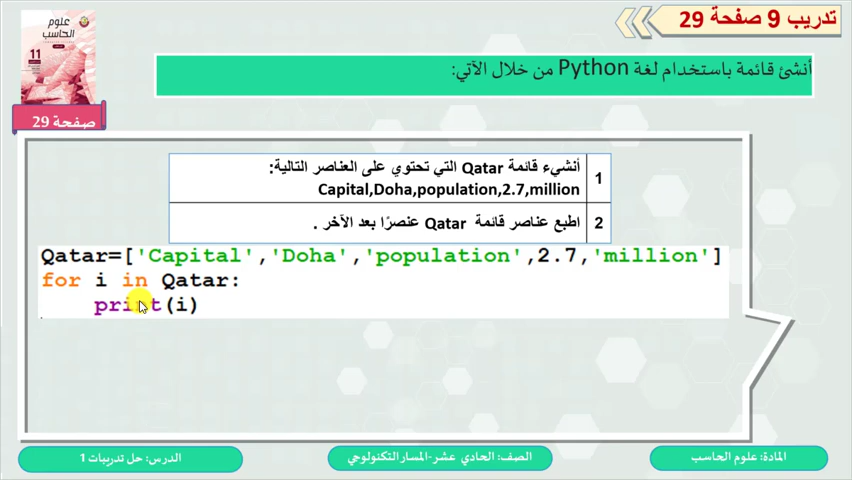 تدريب 9 صفحة 29
علوم
الحاسب
11
صفحة 29
أنشئ قائمة باستخدام لغة Python من خلال الآتي:
1
أنشيء قائمة Qatar التي تحتوي على العناصر التالية:
Capital,Doha,population,2.7,million
2
اطبع عناصر قائمة Qatar عنصرًا بعد الآخر .
Qatar=['Capital','Doha','population',2.7,'million']
for i in Qatar:
print(i)
المادة: علوم الحاسب
الصف: الحادي عشر-المسار التكنولوجي
الدرس: حل تدريبات 1